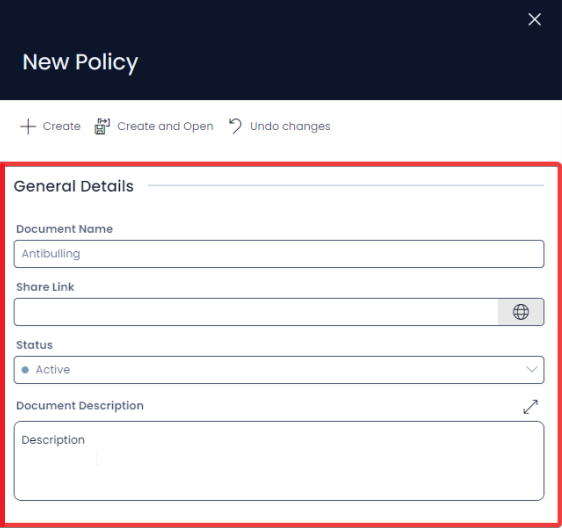 New Policy
Create Create and Open Undo changes
General Details
Document Name
Antibulling
Share Link
Status
Active
Document Description
Description